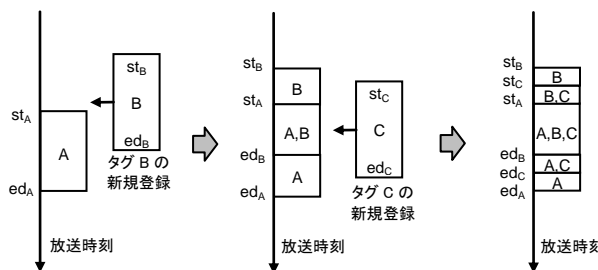 st_A
A
ed_A
放送時刻
st_B
B
ed_B
タグ B の
新規登録
st_B
st_A
ed_B
ed_A
B
A,B
A
放送時刻
st_C
C
ed_C
タグ C の
新規登録
st_B
st_C
st_A
ed_B
ed_C
ed_A
B
B,C
A,B,C
A,C
A
放送時刻